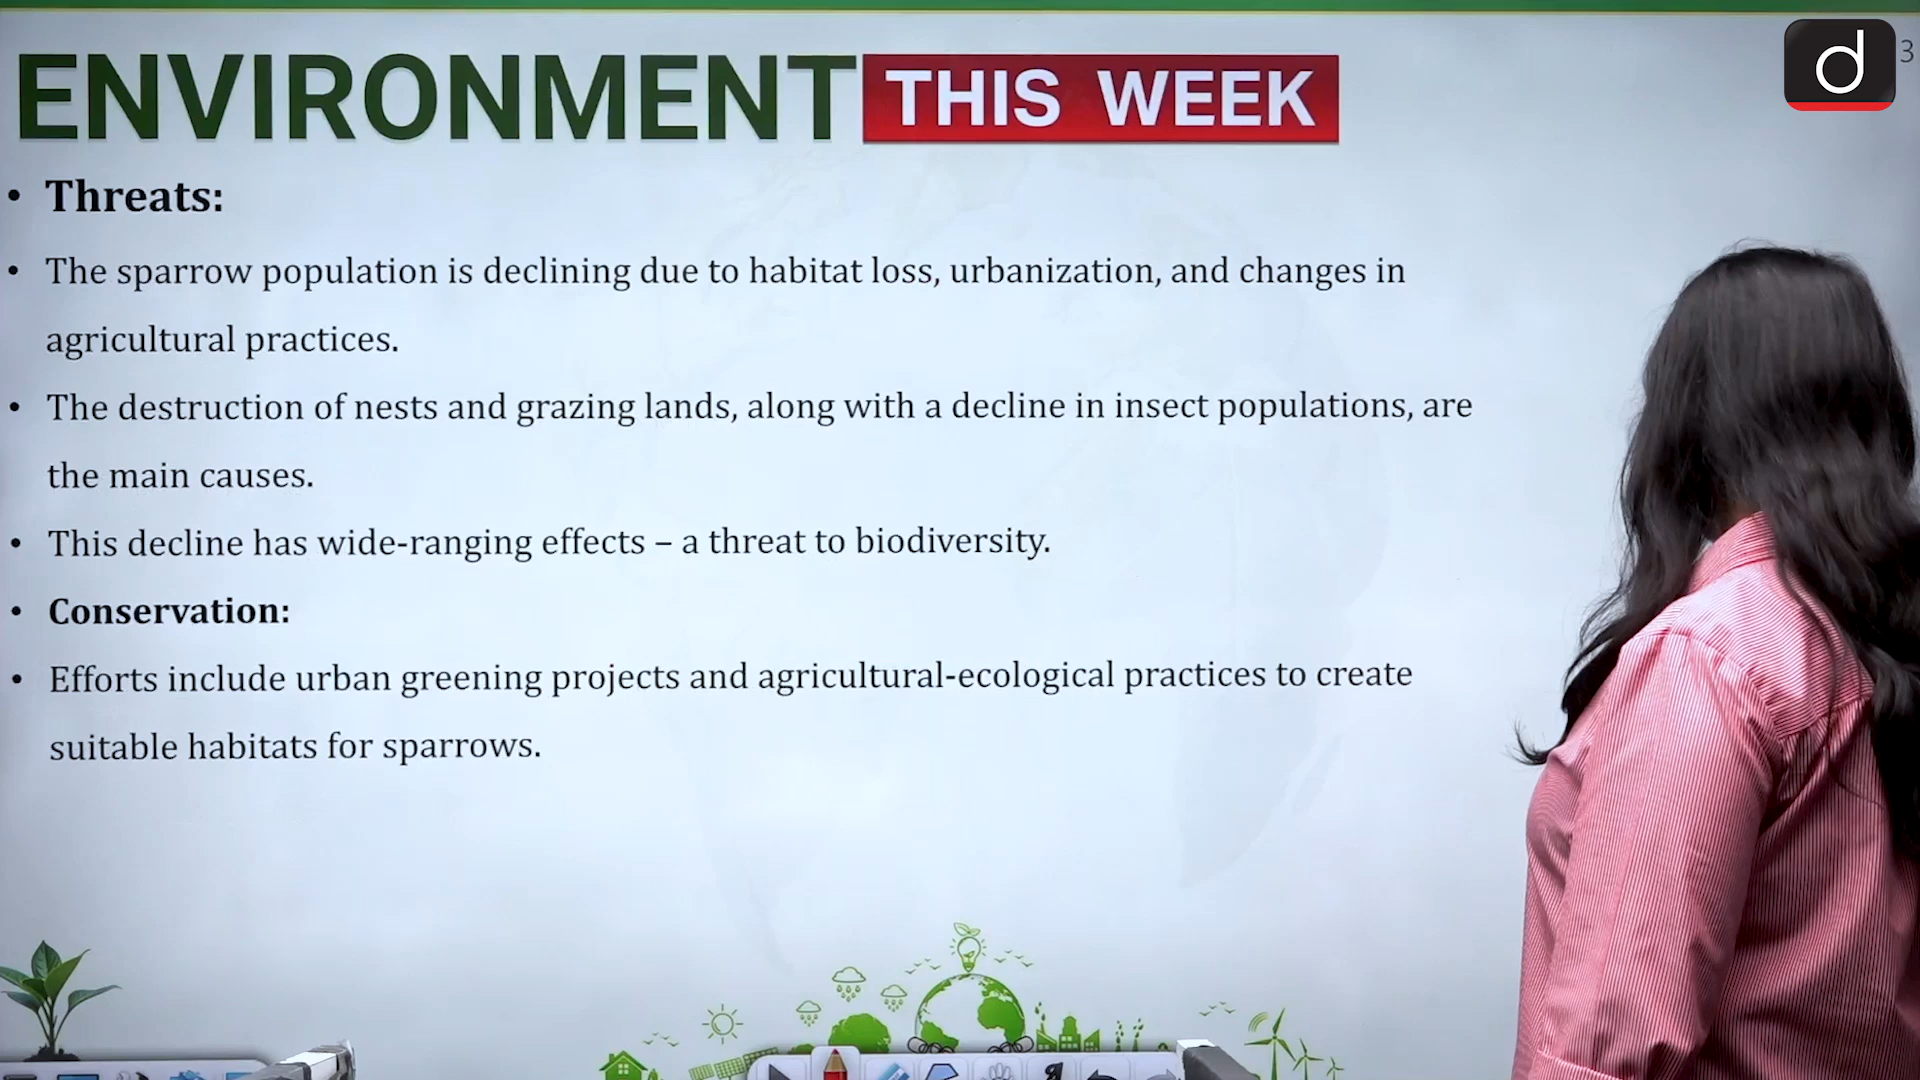 ENVIRONMENT THIS WEEK
d
3
• Threats:
• The sparrow population is declining due to habitat loss, urbanization, and changes in
agricultural practices.
• The destruction of nests and grazing lands, along with a decline in insect populations, are
the main causes.
• This decline has wide-ranging effects – a threat to biodiversity.
• Conservation:
• Efforts include urban greening projects and agricultural-ecological practices to create
suitable habitats for sparrows.